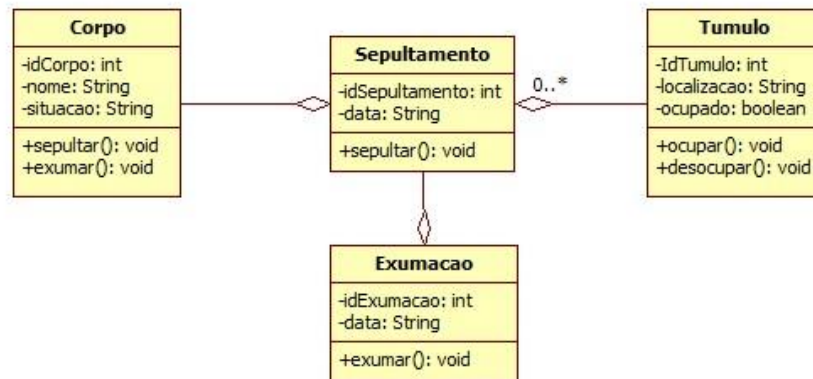 Corpo
-idCorpo: int
-nome: String
-situacao: String
+sepultar(): void
+exumar(): void
Sepultamento
-idSepultamento: int
-data: String
+sepultar(): void
0..*
Tumulo
-IdTumulo: int
-localizacao: String
-ocupado: boolean
+ocupar(): void
+desocupar(): void
Exumacao
-idExumacao: int
-data: String
+exumar(): void